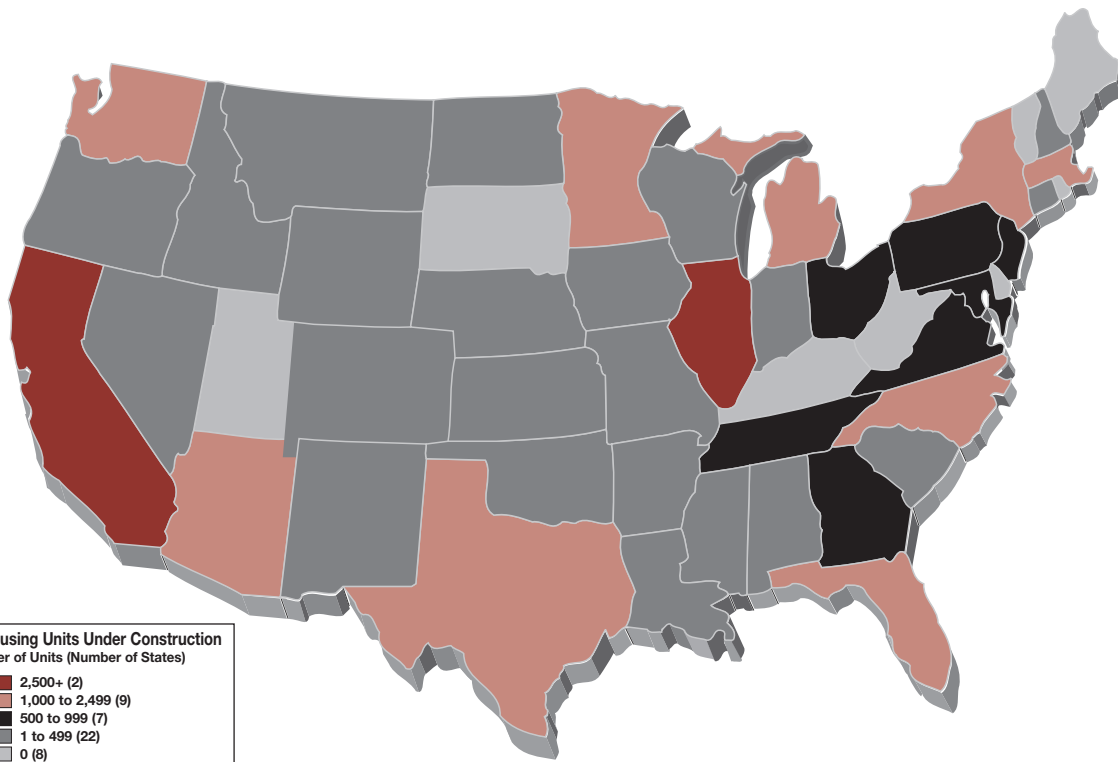 using Units Under Construction
er of Units (Number of States)
2,500+ (2)
1,000 to 2,499 (9)
500 to 999 (7)
1 to 499 (22)
0 (8)